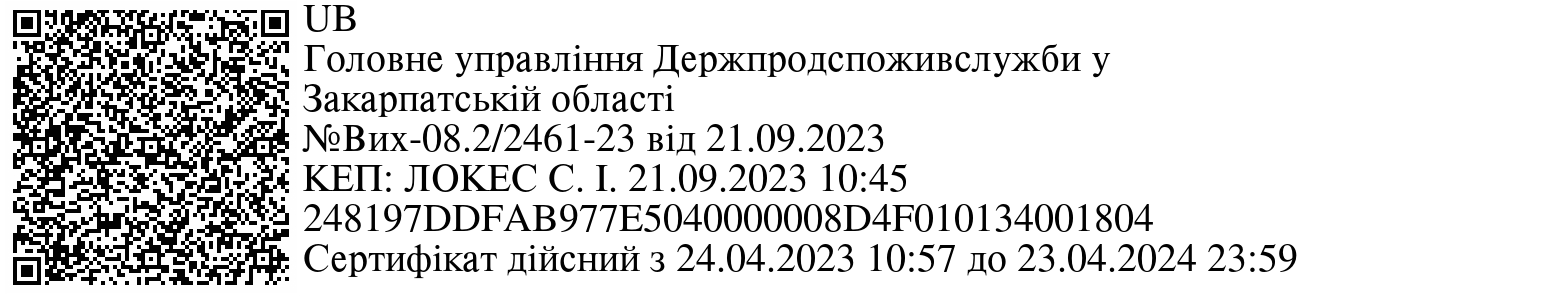 UB
Головне управління Держпродспоживслужби у
Закарпатській області
№Вих-08.2/2461-23 від 21.09.2023
КЕП: ЛОКЕС С. І. 21.09.2023 10:45
248197DDFAB977E5040000008D4F010134001804
Сертифікат дійсний з 24.04.2023 10:57 до 23.04.2024 23:59